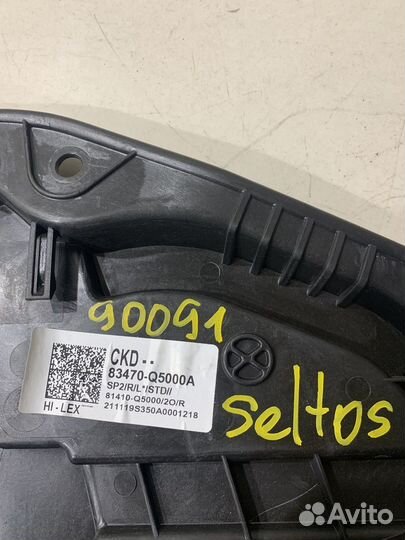 90091
CKD - -
83470-Q5000A
SP2/R/L*/STD//
81410-Q5000/2O/R
HI - LEX 211119S350A0001218
seltos
Avito